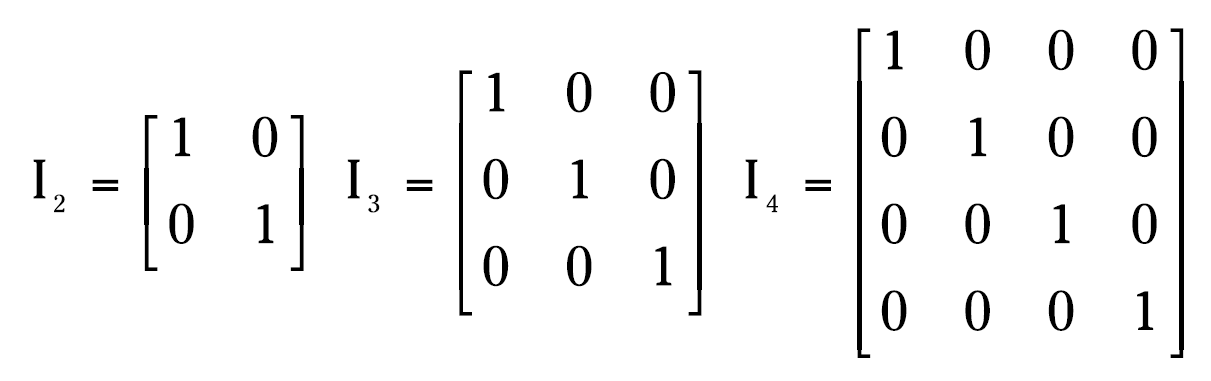 I₂ = [1 0; 0 1] I₃ = [1 0 0; 0 1 0; 0 0 1] I₄ = [1 0 0 0; 0 1 0 0; 0 0 1 0; 0 0 0 1]